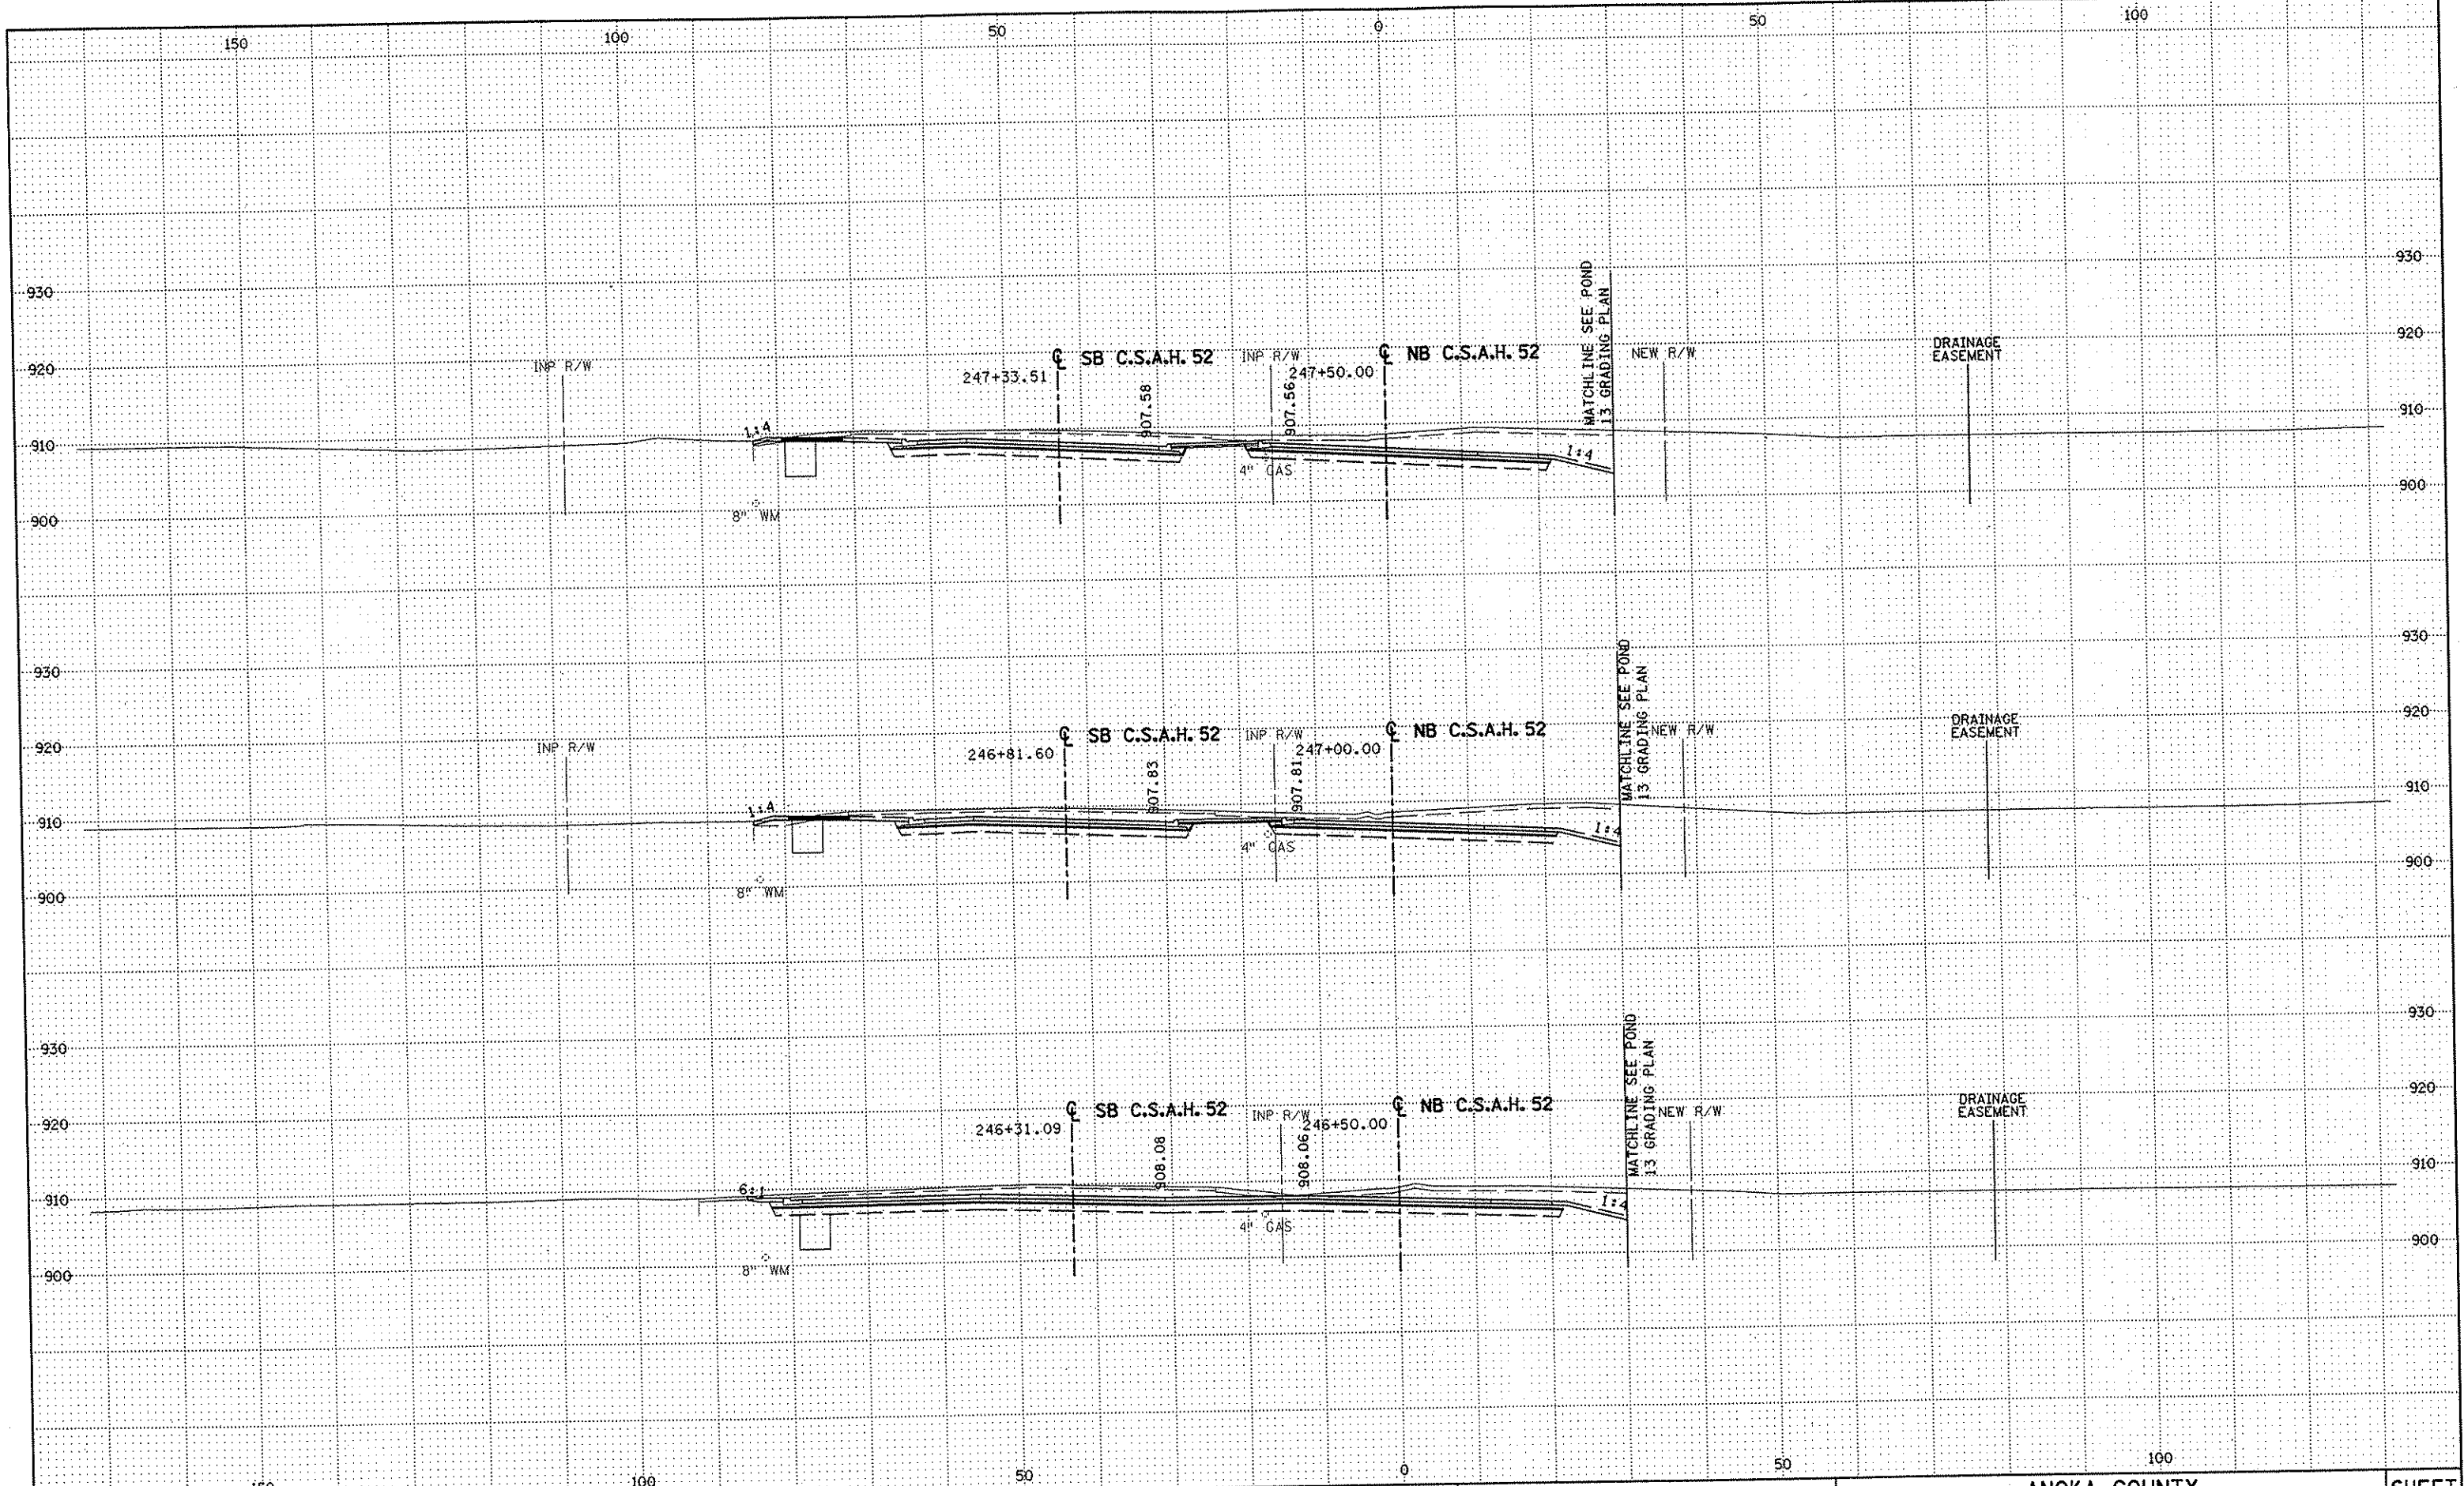 150 100 50 0 50 100
930 930
MATCHLINE SEE POND
13 GRADING PLAN
920 920
INP R/W
℄ SB C.S.A.H. 52
247+33.51
907.58
INP R/W
907.56
247+50.00
℄ NB C.S.A.H. 52
NEW R/W
DRAINAGE
EASEMENT
910 910
1:4
1:4
4" GAS
8" WM
900 900
930 930
MATCHLINE SEE POND
13 GRADING PLAN
920 920
INP R/W
℄ SB C.S.A.H. 52
246+81.60
907.83
INP R/W
907.81
247+00.00
℄ NB C.S.A.H. 52
NEW R/W
DRAINAGE
EASEMENT
910 910
1:4
1:4
4" GAS
8" WM
900 900
930 930
MATCHLINE SEE POND
13 GRADING PLAN
920 920
℄ SB C.S.A.H. 52
246+31.09
908.08
INP R/W
908.06
246+50.00
℄ NB C.S.A.H. 52
NEW R/W
DRAINAGE
EASEMENT
910 910
6:1
1:4
4" GAS
8" WM
900 900
150 100 50 0 50 100
ANOKA COUNTY
SHEET